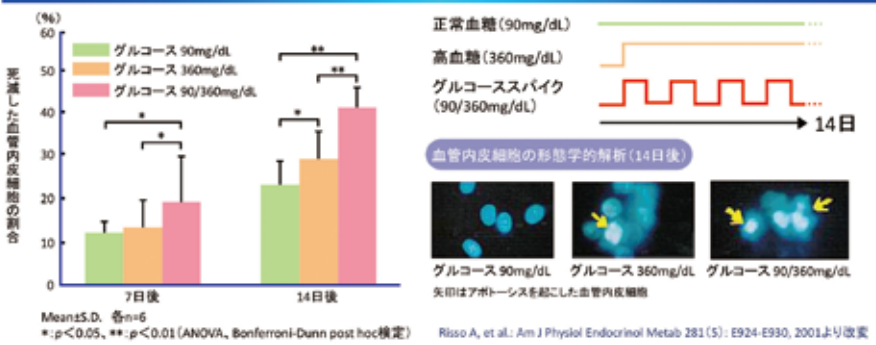 (%)
60
50
40
30
20
10
0
死滅した血管内皮細胞の割合
グルコース 90mg/dL
グルコース 360mg/dL
グルコース 90/360mg/dL
*
*
**
**
*
7日後
14日後
Mean±S.D. 各n=6
*:p<0.05、**:p<0.01(ANOVA、Bonferroni-Dunn post hoc検定)
正常血糖(90mg/dL)
高血糖(360mg/dL)
グルコーススパイク
(90/360mg/dL)
14日
血管内皮細胞の形態学的解析(14日後)
グルコース 90mg/dL
グルコース 360mg/dL
グルコース 90/360mg/dL
矢印はアポトーシスを起こした血管内皮細胞
Risso A, et al.: Am J Physiol Endocrinol Metab 281(5): E924-E930, 2001より改変